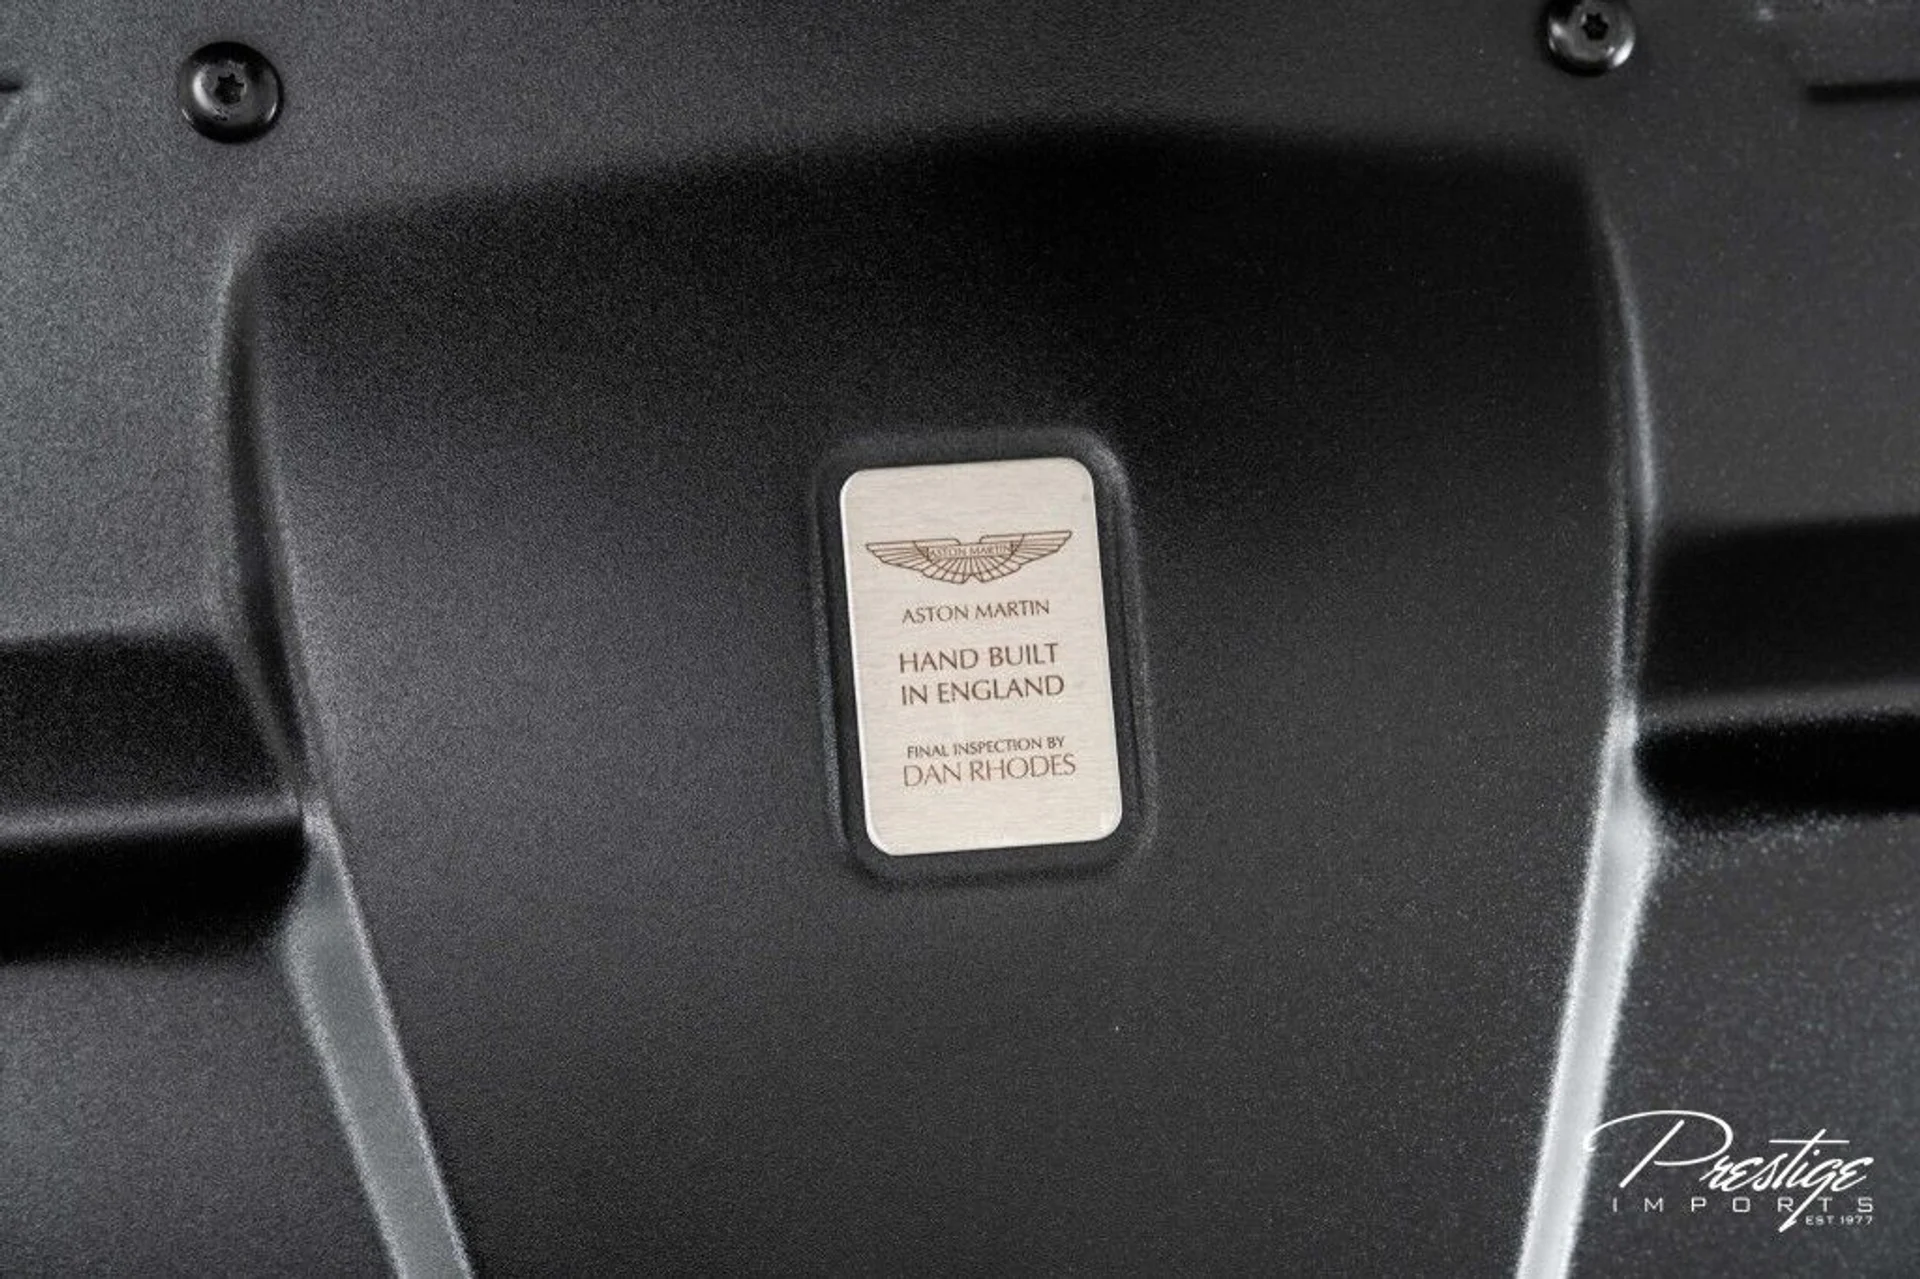 ASTON MARTIN
ASTON MARTIN
HAND BUILT
IN ENGLAND
FINAL INSPECTION BY
DAN RHODES
Prestige
IMPORTS
EST 1977